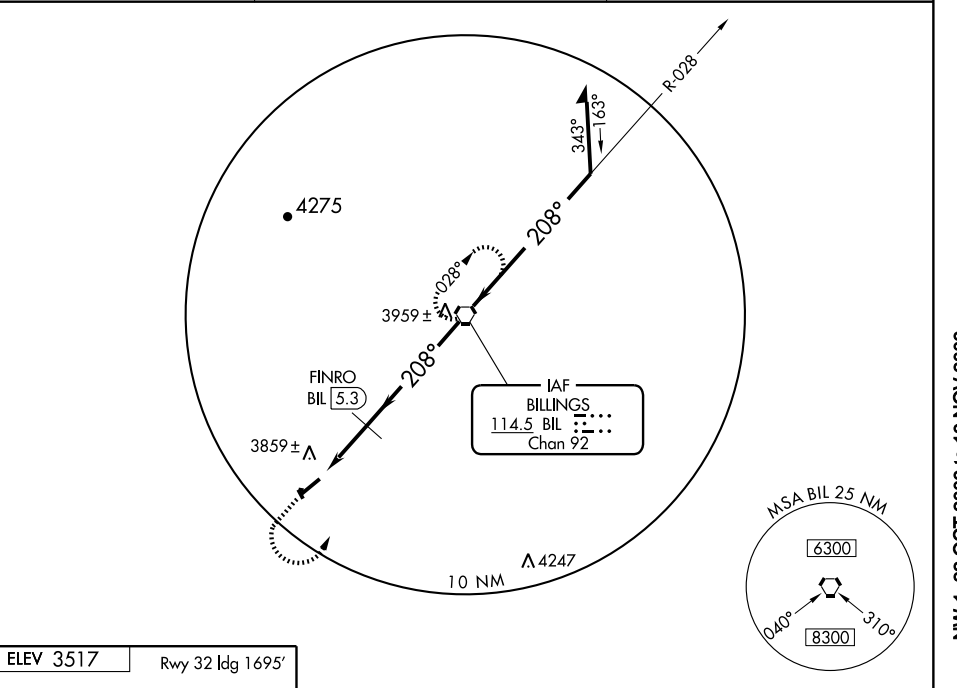 R-028
343°
163°
4275
208°
028°
3959 ±
208°
FINRO
BIL 5.3
IAF
BILLINGS
114.5 BIL
Chan 92
3859 ±
4247
10 NM
MSA BIL 25 NM
6300
040°
310°
8300
ELEV 3517
Rwy 32 ldg 1695'